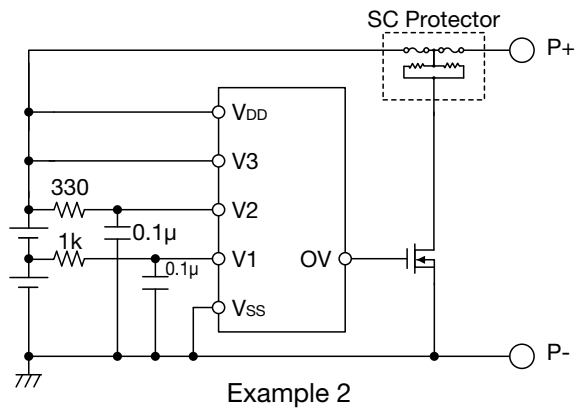 SC Protector
P+
VDD
V3
330
V2
0.1µ
1k
V1
OV
0.1µ
VSS
P-
Example 2